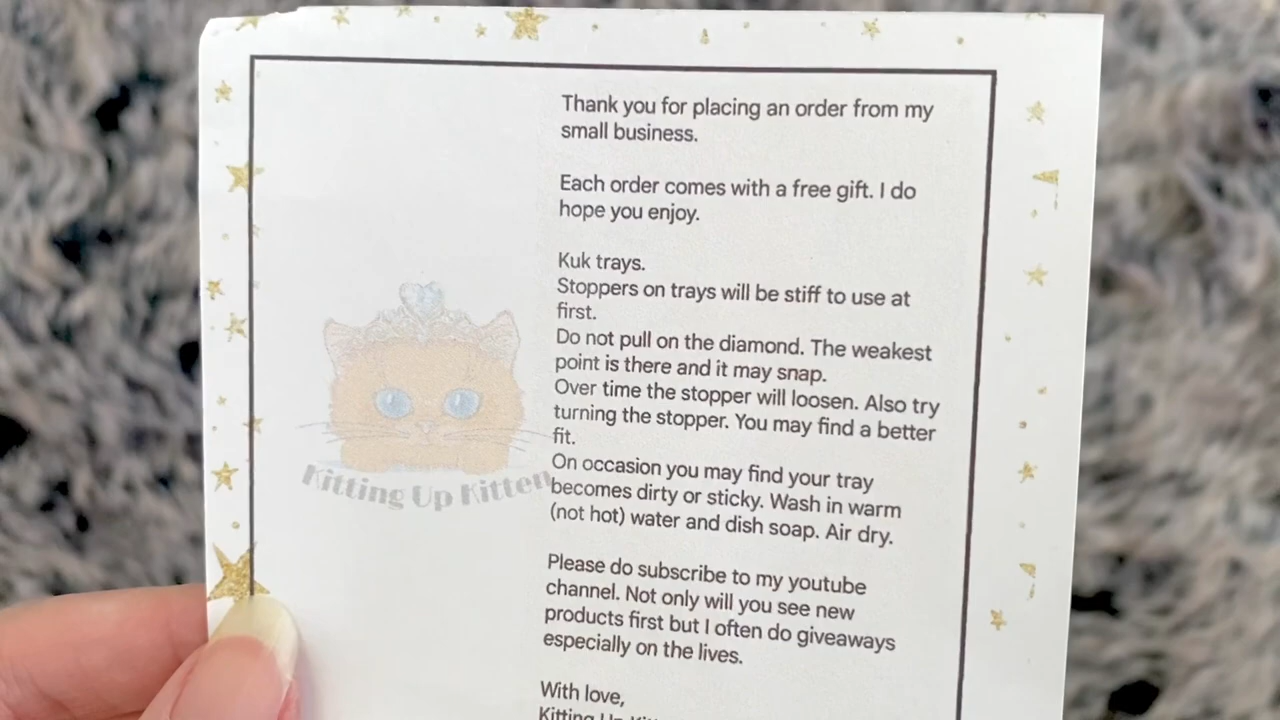 Thank you for placing an order from my
small business.
Each order comes with a free gift. I do
hope you enjoy.
Kuk trays.
Stoppers on trays will be stiff to use at
first.
Do not pull on the diamond. The weakest
point is there and it may snap.
Over time the stopper will loosen. Also try
turning the stopper. You may find a better
fit.
On occasion you may find your tray
becomes dirty or sticky. Wash in warm
(not hot) water and dish soap. Air dry.
Please do subscribe to my youtube
channel. Not only will you see new
products first but I often do giveaways
especially on the lives.
With love,
Kitting Up
Kitting Up Kitten